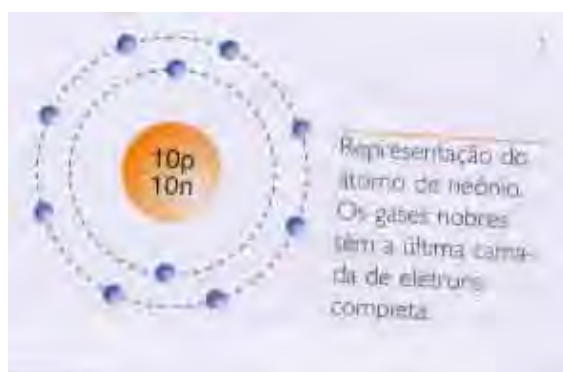 10p
10n
Representação do
átomo de neônio.
Os gases nobres
têm a última cama-
da de elétrons
completa.